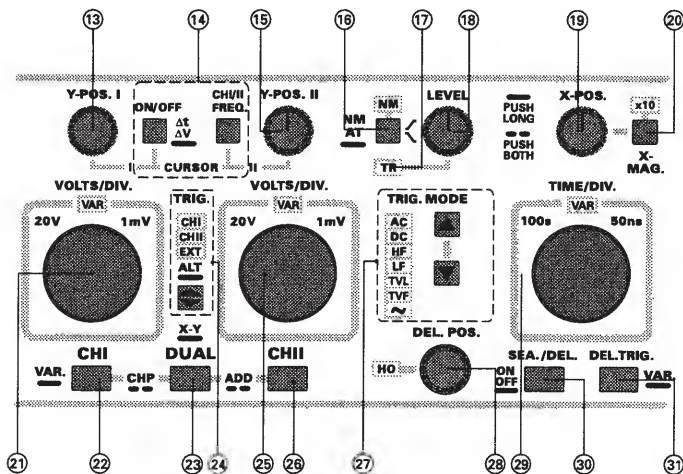 13 14 15 16 17 18 19 20
Y-POS. I CHI/II Y-POS. II NM LEVEL X-POS. x10
ON/OFF FREQ.
Δt
ΔV
NM
AT
PUSH
LONG
PUSH
BOTH
I CURSOR II
TR
X-
MAG.
VOLTS/DIV. TRIG. VOLTS/DIV. TRIG. MODE TIME/DIV.
VAR VAR VAR
20V 1mV 20V 1mV 100s 50ns
CHI
CHII
EXT
ALT
AC
DC
HF
LF
TVL
TVF
~
X-Y
DEL. POS.
CHI DUAL CHII HO SEA./DEL. DEL.TRIG.
VAR. CHP ADD ON
OFF VAR
21 22 23 24 25 26 27 28 29 30 31